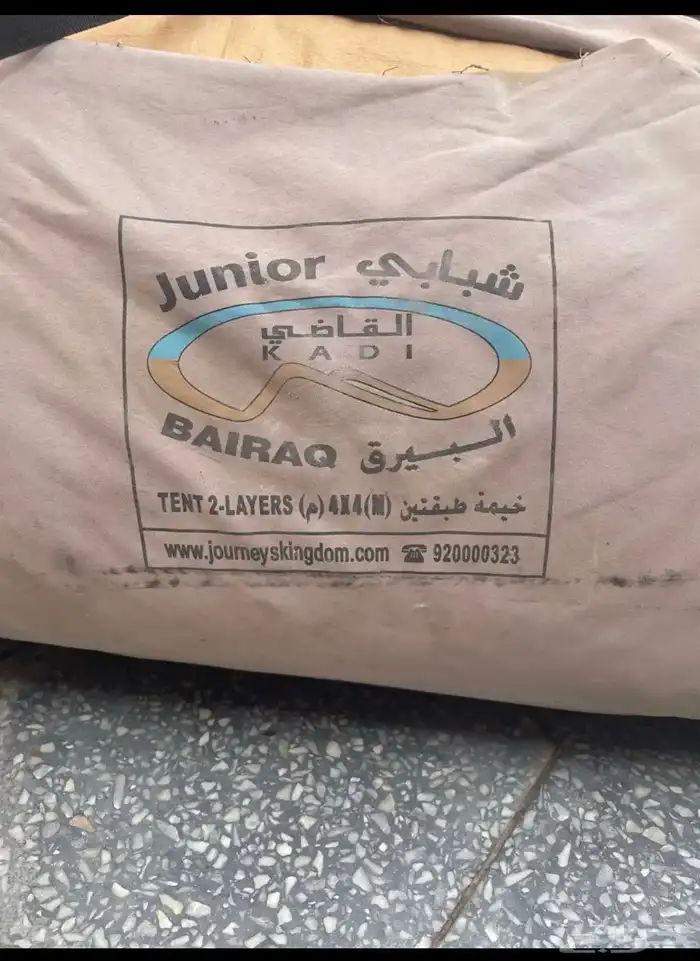 Junior شبابي
القاضي
KADI
BAIRAQ البيرق
TENT 2-LAYERS (م) 4X4(M) خيمة طبقتين
www.journeyskingdom.com ☎ 920000323